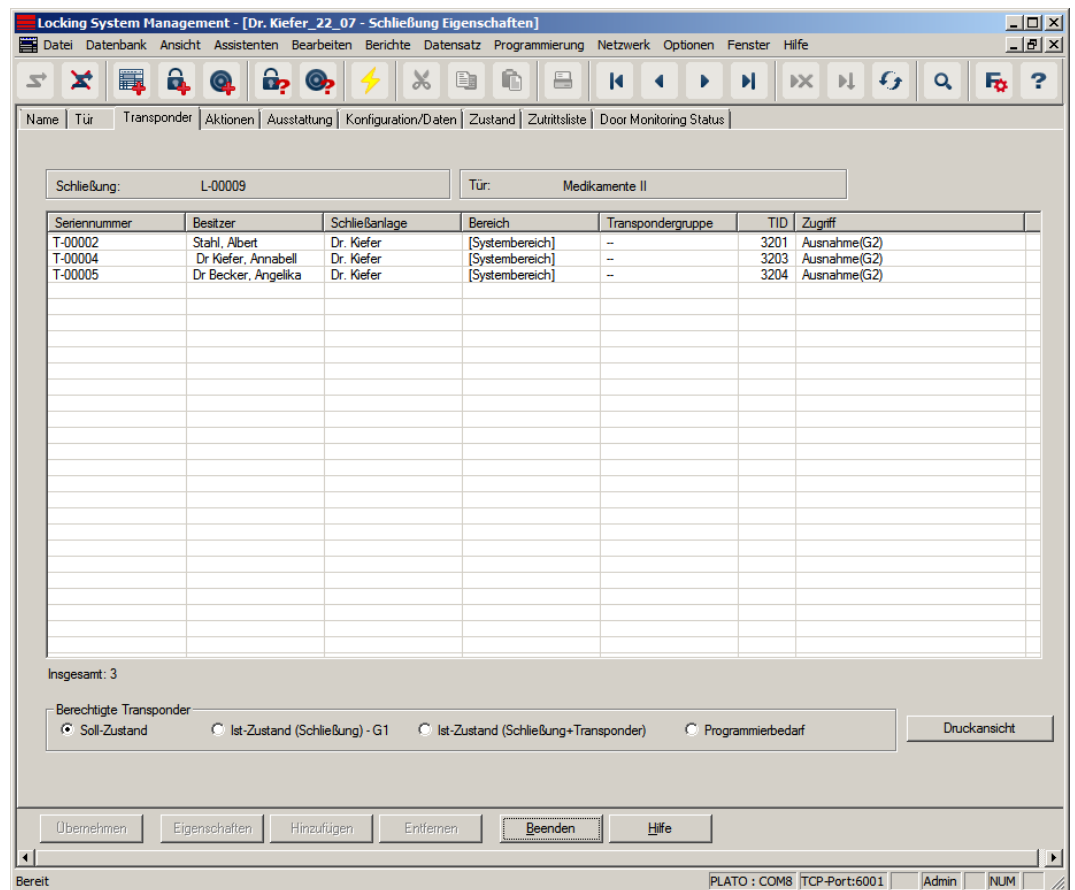 Locking System Management - [Dr. Kiefer_22_07 - Schließung Eigenschaften]
Datei Datenbank Ansicht Assistenten Bearbeiten Berichte Datensatz Programmierung Netzwerk Optionen Fenster Hilfe
Name Tür Transponder Aktionen Ausstattung Konfiguration/Daten Zustand Zutrittsliste Door Monitoring Status
Schließung: L-00009 Tür: Medikamente II
Seriennummer Besitzer Schließanlage Bereich Transpondergruppe TID Zugriff
T-00002 Stahl, Albert Dr. Kiefer [Systembereich] -- 3201 Ausnahme(G2)
T-00004 Dr Kiefer, Annabell Dr. Kiefer [Systembereich] -- 3203 Ausnahme(G2)
T-00005 Dr Becker, Angelika Dr. Kiefer [Systembereich] -- 3204 Ausnahme(G2)
Insgesamt: 3
Berechtigte Transponder
Soll-Zustand Ist-Zustand (Schließung) - G1 Ist-Zustand (Schließung+Transponder) Programmierbedarf Druckansicht
Übernehmen Eigenschaften Hinzufügen Entfernen Beenden Hilfe
Bereit PLATO : COM8 TCP-Port:6001 Admin NUM